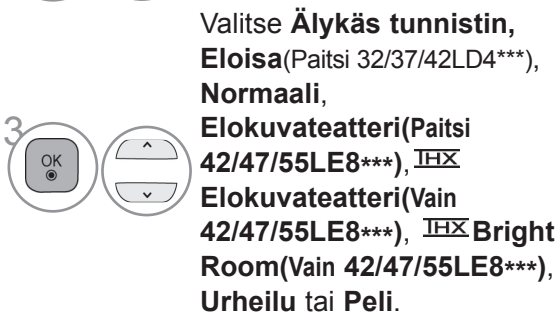 Valitse Älykäs tunnistin,
Eloisa(Paitsi 32/37/42LD4***),
Normaali,
3
OK
Elokuvateatteri(Paitsi
42/47/55LE8***), THX
Elokuvateatteri(Vain
42/47/55LE8***), THX Bright
Room(Vain 42/47/55LE8***),
Urheilu tai Peli.